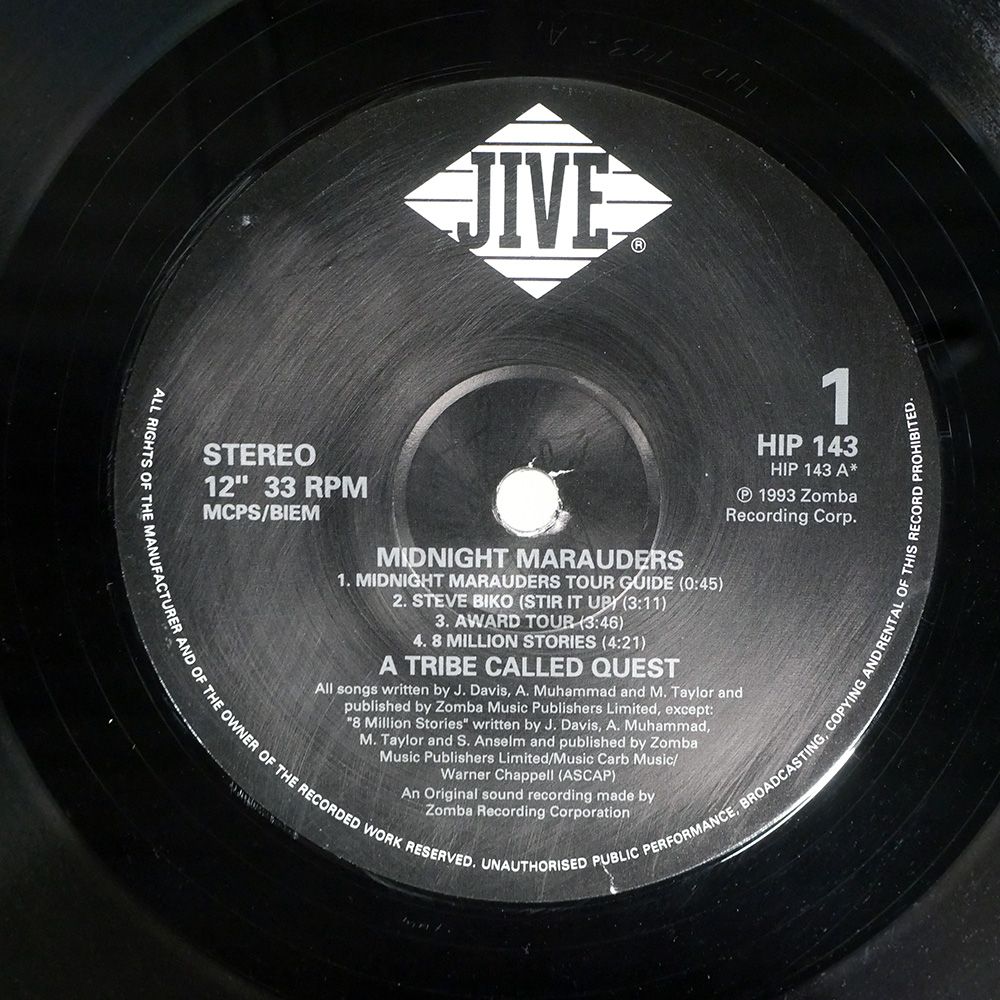 HIP-143-A
JIVE
®
1
HIP 143
HIP 143 A*
℗ 1993 Zomba
Recording Corp.
STEREO
12" 33 RPM
MCPS/BIEM
MIDNIGHT MARAUDERS
1. MIDNIGHT MARAUDERS TOUR GUIDE (0:45)
2. STEVE BIKO (STIR IT UP) (3:11)
3. AWARD TOUR (3:46)
4. 8 MILLION STORIES (4:21)
A TRIBE CALLED QUEST
All songs written by J. Davis, A. Muhammad and M. Taylor and
published by Zomba Music Publishers Limited, except:
"8 Million Stories" written by J. Davis, A. Muhammad,
M. Taylor and S. Anselm and published by Zomba
Music Publishers Limited/Music Carb Music/
Warner Chappell (ASCAP)
An Original sound recording made by
Zomba Recording Corporation
ALL RIGHTS OF THE MANUFACTURER AND OF THE OWNER OF THE RECORDED WORK RESERVED. UNAUTHORISED PUBLIC PERFORMANCE, BROADCASTING, COPYING AND RENTAL OF THIS RECORD PROHIBITED.